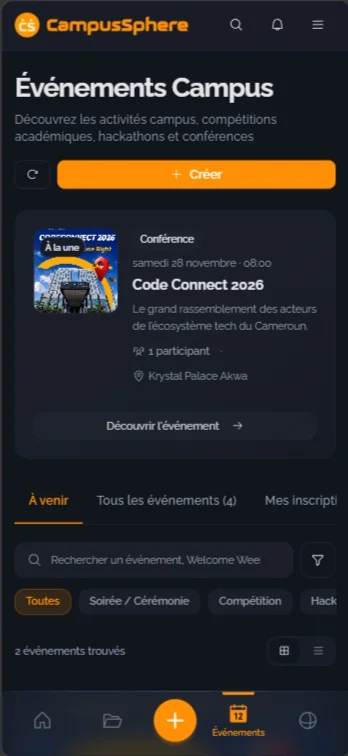 CampusSphere
Événements Campus
Découvrez les activités campus, compétitions
académiques, hackathons et conférences
+ Créer
CODECONNECT 2026
À la une
Conférence
samedi 28 novembre · 08:00
Code Connect 2026
Le grand rassemblement des acteurs
de l'écosystème tech du Cameroun.
1 participant ·
Krystal Palace Akwa
Découvrir l'événement →
À venir
Tous les événements (4)
Mes inscripti
Rechercher un événement, Welcome Wee
Toutes
Soirée / Cérémonie
Compétition
Hack
2 événements trouvés
12
Événements